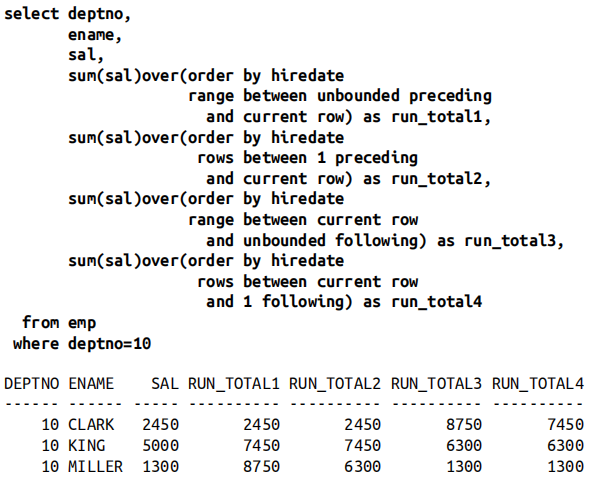 select deptno,
       ename,
       sal,
       sum(sal)over(order by hiredate
                    range between unbounded preceding
                      and current row) as run_total1,
       sum(sal)over(order by hiredate
                     rows between 1 preceding
                      and current row) as run_total2,
       sum(sal)over(order by hiredate
                    range between current row
                      and unbounded following) as run_total3,
       sum(sal)over(order by hiredate
                     rows between current row
                      and 1 following) as run_total4
  from emp
 where deptno=10
DEPTNO ENAME    SAL RUN_TOTAL1 RUN_TOTAL2 RUN_TOTAL3 RUN_TOTAL4
------ ------ ----- ---------- ---------- ---------- ----------
    10 CLARK   2450       2450       2450       8750       7450
    10 KING    5000       7450       7450       6300       6300
    10 MILLER  1300       8750       6300       1300       1300